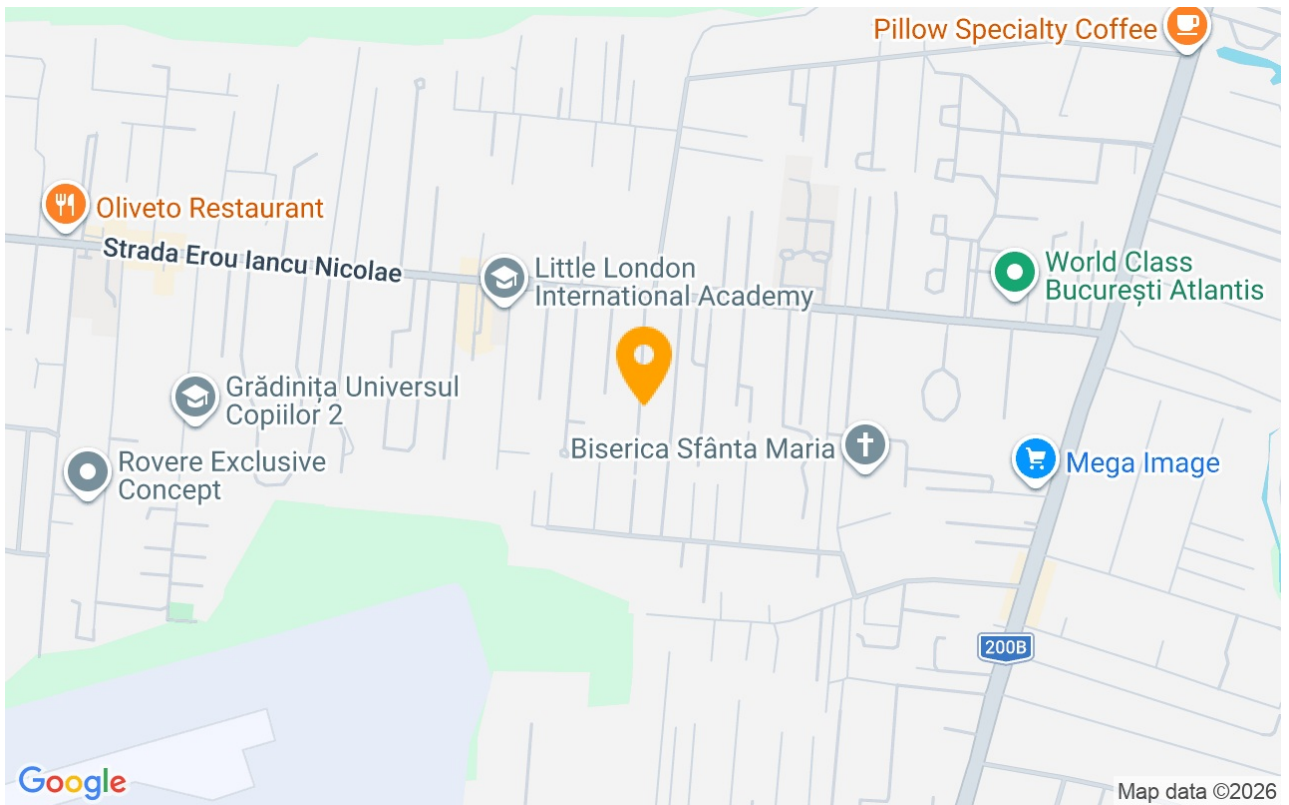 Pillow Specialty Coffee
Oliveto Restaurant
Strada Erou Iancu Nicolae
Little London
International Academy
World Class
București Atlantis
Grădinița Universul
Copiilor 2
Biserica Sfânta Maria
Rovere Exclusive
Concept
Mega Image
200B
Google
Map data ©2026